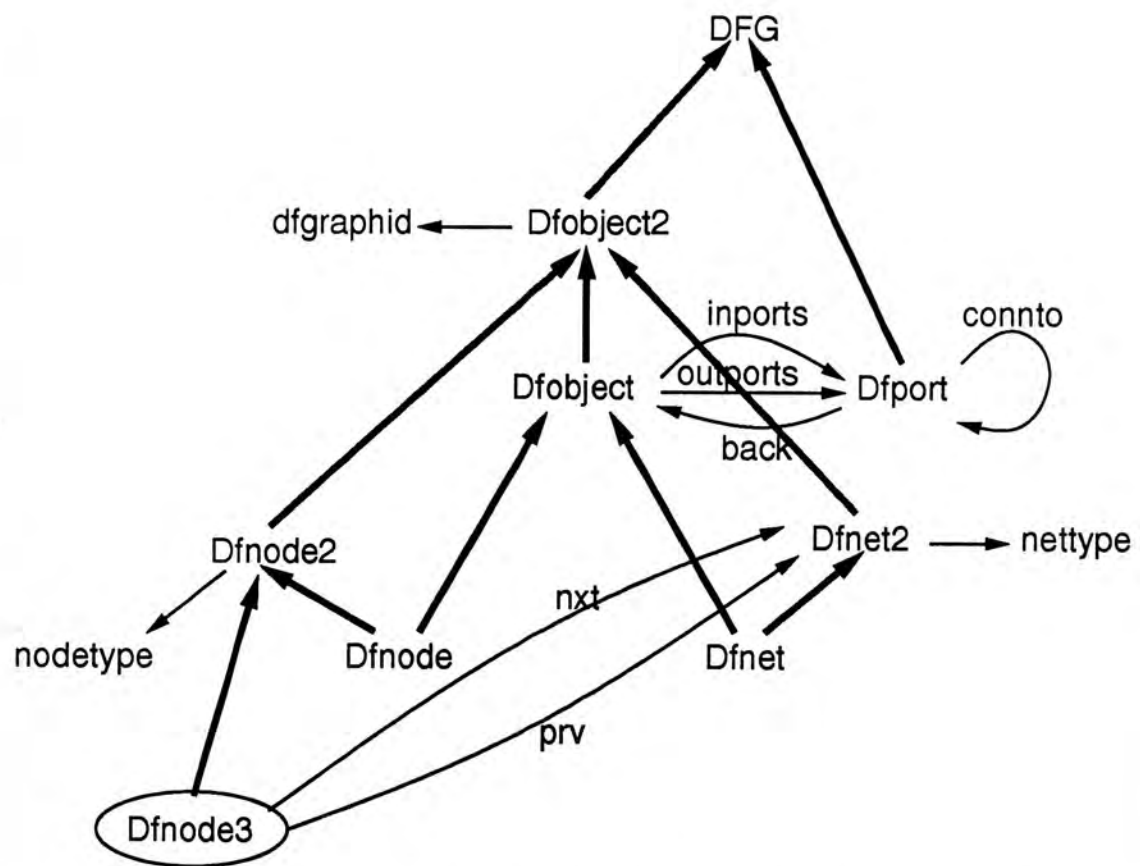 DFG
dfgraphid
Dfobject2
inports
connto
Dfobject
outports
Dfport
back
Dfnode2
Dfnet2
nettype
nxt
nodetype
Dfnode
Dfnet
prv
Dfnode3